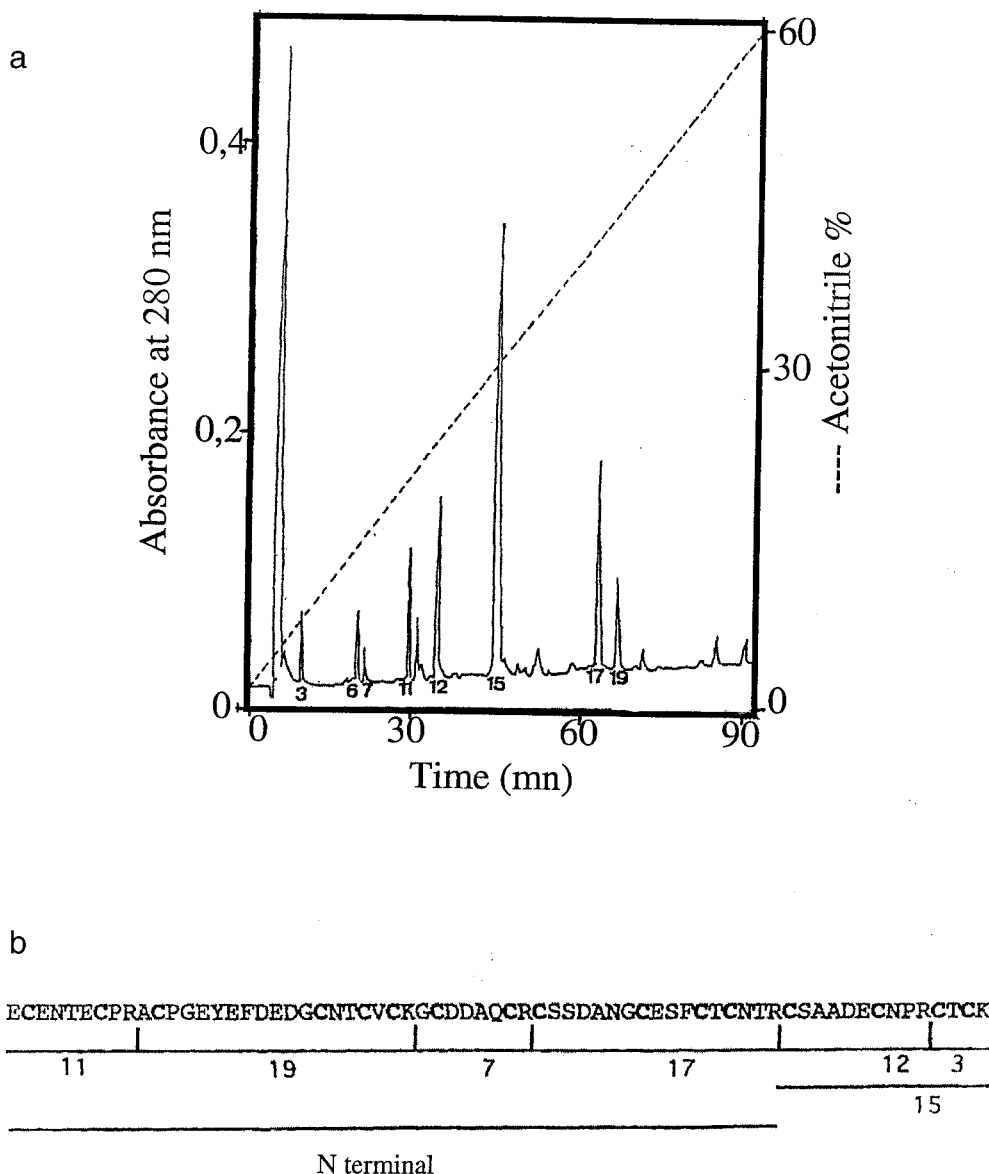 a
Absorbance at 280 nm
0,4
0,2
0
60
30
0
---- Acetonitrile %
3
6
7
11
12
15
17
19
0
30
60
90
Time (mn)
b
ECENTECPRACPGEYEFDEDGCNTCVCKGCDDAQCRCSSDANGCESFCTCNTRCSAADECNPRCTCK
11 19 7 17 12 3
15
N terminal